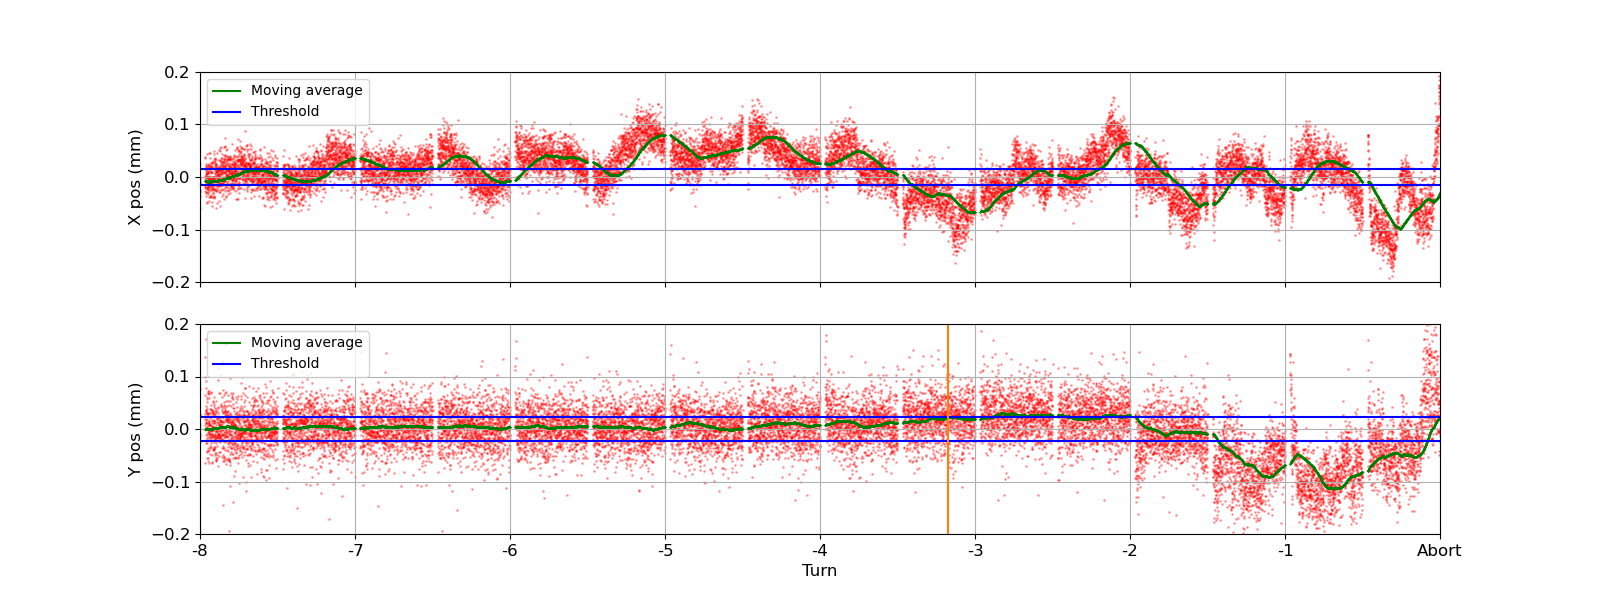 0.2
0.1
0.0
−0.1
−0.2
X pos (mm)
Moving average
Threshold
0.2
0.1
0.0
−0.1
−0.2
Y pos (mm)
Moving average
Threshold
-8 -7 -6 -5 -4 -3 -2 -1 Abort
Turn